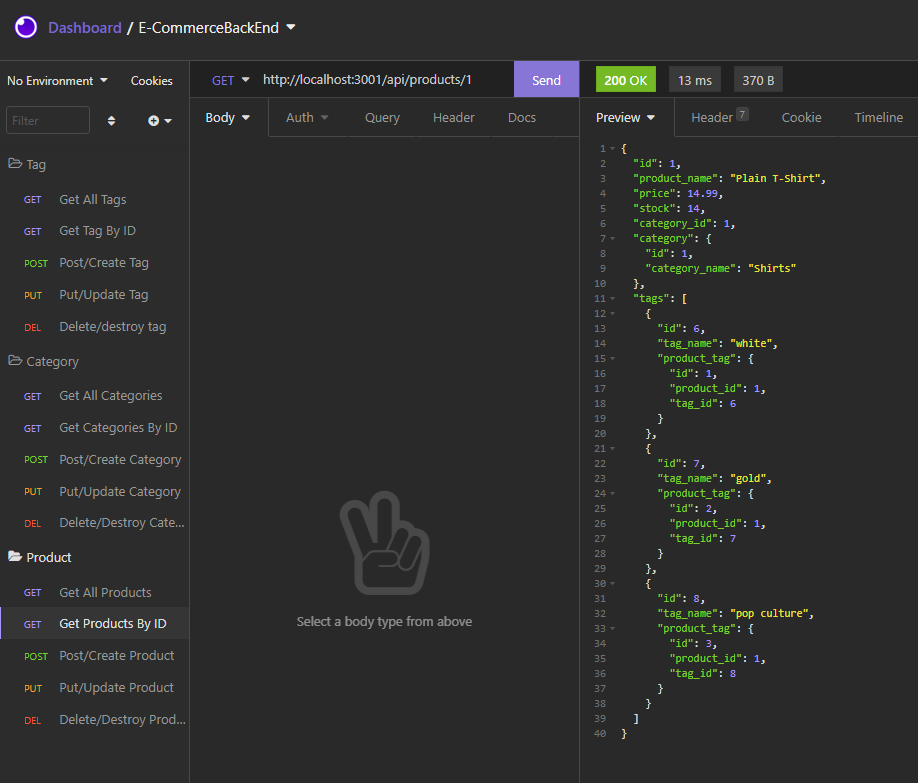 Dashboard / E-CommerceBackEnd
No Environment
Cookies
Filter
Tag
GET Get All Tags
GET Get Tag By ID
POST Post/Create Tag
PUT Put/Update Tag
DEL Delete/destroy tag
Category
GET Get All Categories
GET Get Categories By ID
POST Post/Create Category
PUT Put/Update Category
DEL Delete/Destroy Cate...
Product
GET Get All Products
GET Get Products By ID
POST Post/Create Product
PUT Put/Update Product
DEL Delete/Destroy Prod...
GET http://localhost:3001/api/products/1 Send
Body Auth Query Header Docs
Select a body type from above
200 OK 13 ms 370 B
Preview Header 7 Cookie Timeline
1 {
2 "id": 1,
3 "product_name": "Plain T-Shirt",
4 "price": 14.99,
5 "stock": 14,
6 "category_id": 1,
7 "category": {
8 "id": 1,
9 "category_name": "Shirts"
10 },
11 "tags": [
12 {
13 "id": 6,
14 "tag_name": "white",
15 "product_tag": {
16 "id": 1,
17 "product_id": 1,
18 "tag_id": 6
19 }
20 },
21 {
22 "id": 7,
23 "tag_name": "gold",
24 "product_tag": {
25 "id": 2,
26 "product_id": 1,
27 "tag_id": 7
28 }
29 },
30 {
31 "id": 8,
32 "tag_name": "pop culture",
33 "product_tag": {
34 "id": 3,
35 "product_id": 1,
36 "tag_id": 8
37 }
38 }
39 ]
40 }